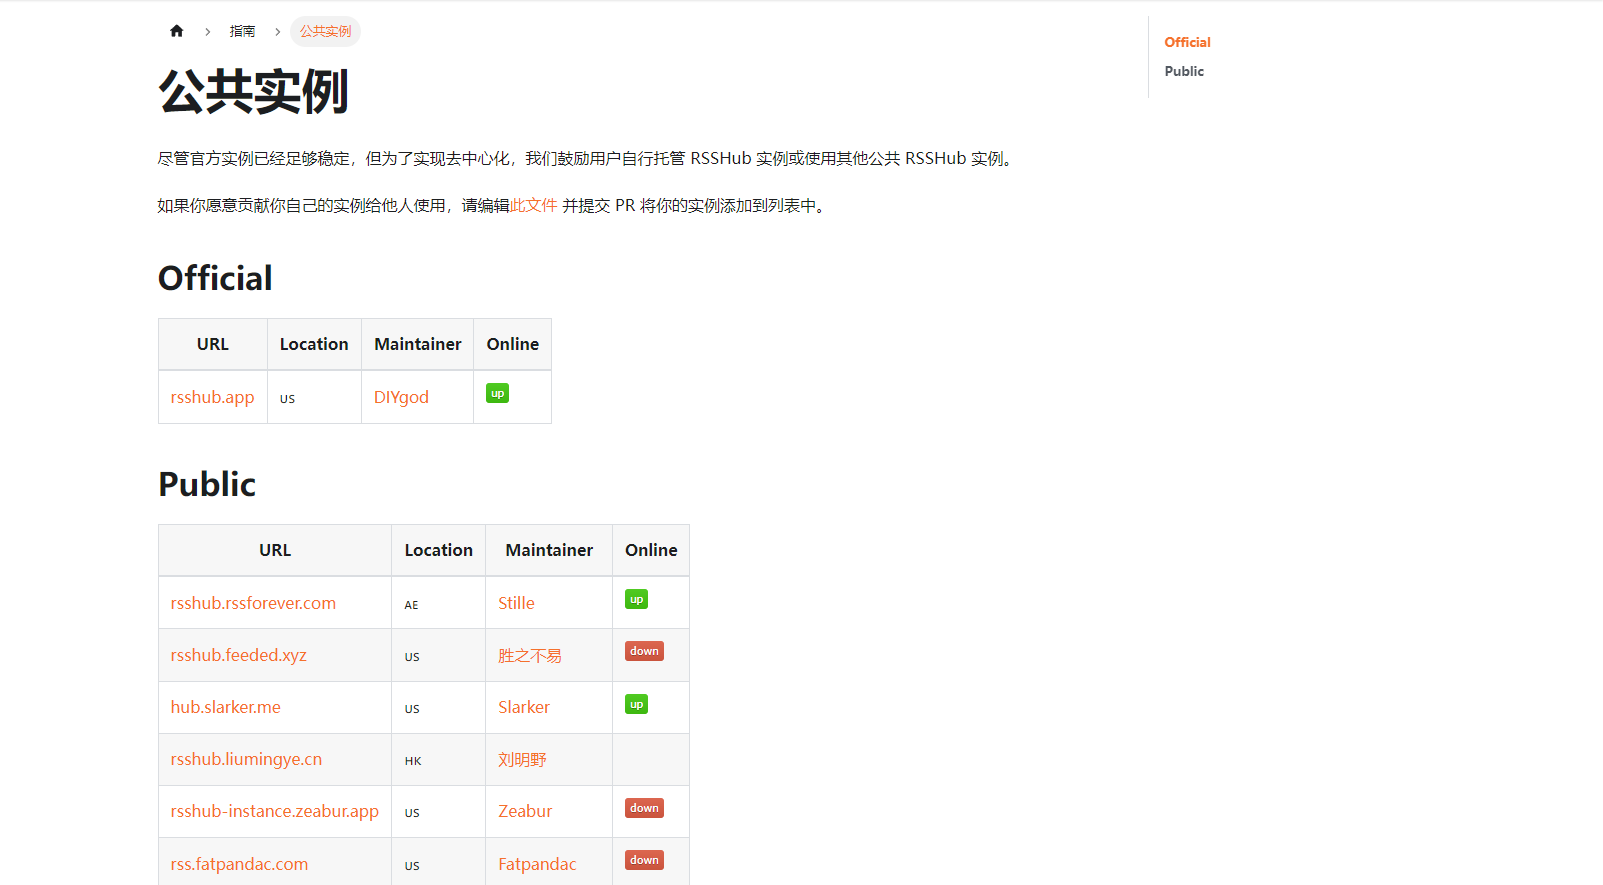 指南 公共实例
Official
Public
公共实例
尽管官方实例已经足够稳定，但为了实现去中心化，我们鼓励用户自行托管 RSSHub 实例或使用其他公共 RSSHub 实例。
如果你愿意贡献你自己的实例给他人使用，请编辑此文件 并提交 PR 将你的实例添加到列表中。
Official
URL Location Maintainer Online
rsshub.app US DIYgod up
Public
URL Location Maintainer Online
rsshub.rssforever.com AE Stille up
rsshub.feeded.xyz US 胜之不易 down
hub.slarker.me US Slarker up
rsshub.liumingye.cn HK 刘明野
rsshub-instance.zeabur.app US Zeabur down
rss.fatpandac.com US Fatpandac down